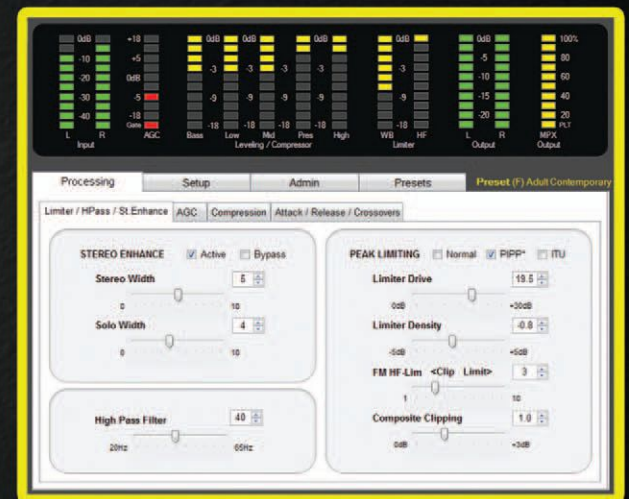 0dB +18 0dB 0dB 0dB 0dB 0dB 0dB 100%
-10 +5 -3 -3 -3 -3 -3 -5 80
-20 0dB -10 60
-30 -5 -9 -9 -9 -9 -9 -15 40
-40 -18 -18 -18 -18 -18 -18 -20 20
Gate PLT
L R AGC Bass Low Mid Pres High WB HF L R MPX
Input Leveling / Compressor Limiter Output Output
Processing Setup Admin Presets Preset (F) Adult Contemporary
Limiter / HPass / St.Enhance AGC Compression Attack / Release / Crossovers
STEREO ENHANCE Active Bypass
Stereo Width 5
0 10
Solo Width 4
0 10
High Pass Filter 40
20Hz 65Hz
PEAK LIMITING Normal PIPP* ITU
Limiter Drive 19.5
0dB +30dB
Limiter Density -0.8
-5dB +5dB
FM HF-Lim <Clip Limit> 3
1 10
Composite Clipping 1.0
0dB +3dB